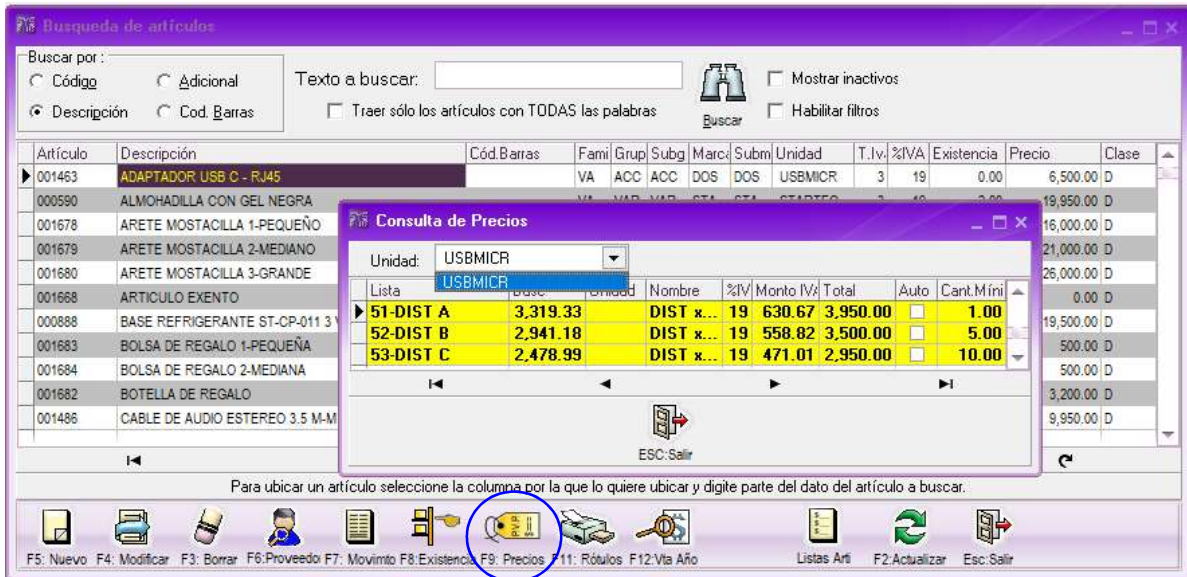 Busqueda de artículos
Buscar por :
Código Adicional Texto a buscar: Mostrar inactivos
Descripción Cod. Barras Traer sólo los artículos con TODAS las palabras Buscar Habilitar filtros
Artículo Descripción Cód.Barras Fami Grup Subg Marca Subm Unidad T.Iv. %IVA Existencia Precio Clase
001463 ADAPTADOR USB C - RJ45 VA ACC ACC DOS DOS USBMICR 3 19 0.00 6,500.00 D
000590 ALMOHADILLA CON GEL NEGRA 19,950.00 D
001678 ARETE MOSTACILLA 1-PEQUEÑO 16,000.00 D
001679 ARETE MOSTACILLA 2-MEDIANO 21,000.00 D
001680 ARETE MOSTACILLA 3-GRANDE 26,000.00 D
001668 ARTICULO EXENTO 0.00 D
000888 BASE REFRIGERANTE ST-CP-011 3 19,500.00 D
001683 BOLSA DE REGALO 1-PEQUEÑA 500.00 D
001684 BOLSA DE REGALO 2-MEDIANA 500.00 D
001682 BOTELLA DE REGALO 3,200.00 D
001486 CABLE DE AUDIO ESTEREO 3.5 M-M 9,950.00 D
Consulta de Precios
Unidad: USBMICR
USBMICR
Lista Nombre %IV Monto IV Total Auto Cant.Míni
51-DIST A 3,319.33 DIST x... 19 630.67 3,950.00 1.00
52-DIST B 2,941.18 DIST x... 19 558.82 3,500.00 5.00
53-DIST C 2,478.99 DIST x... 19 471.01 2,950.00 10.00
ESC:Salir
Para ubicar un artículo seleccione la columna por la que lo quiere ubicar y digite parte del dato del artículo a buscar.
PVP
F5: Nuevo F4: Modificar F3: Borrar F6:Proveedor F7: Movimto F8:Existencia F9: Precios F11: Rótulos F12:Vta Año Listas Arti F2:Actualizar Esc:Salir